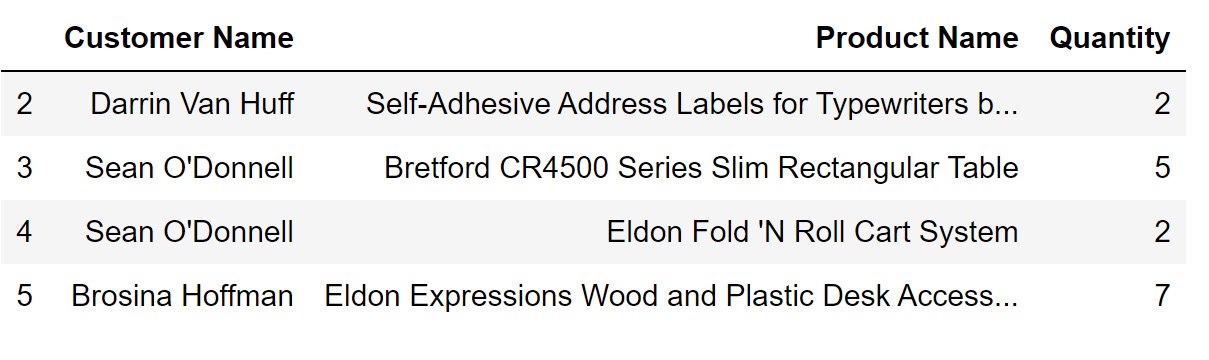 Customer Name Product Name Quantity
2 Darrin Van Huff Self-Adhesive Address Labels for Typewriters b... 2
3 Sean O'Donnell Bretford CR4500 Series Slim Rectangular Table 5
4 Sean O'Donnell Eldon Fold 'N Roll Cart System 2
5 Brosina Hoffman Eldon Expressions Wood and Plastic Desk Access... 7